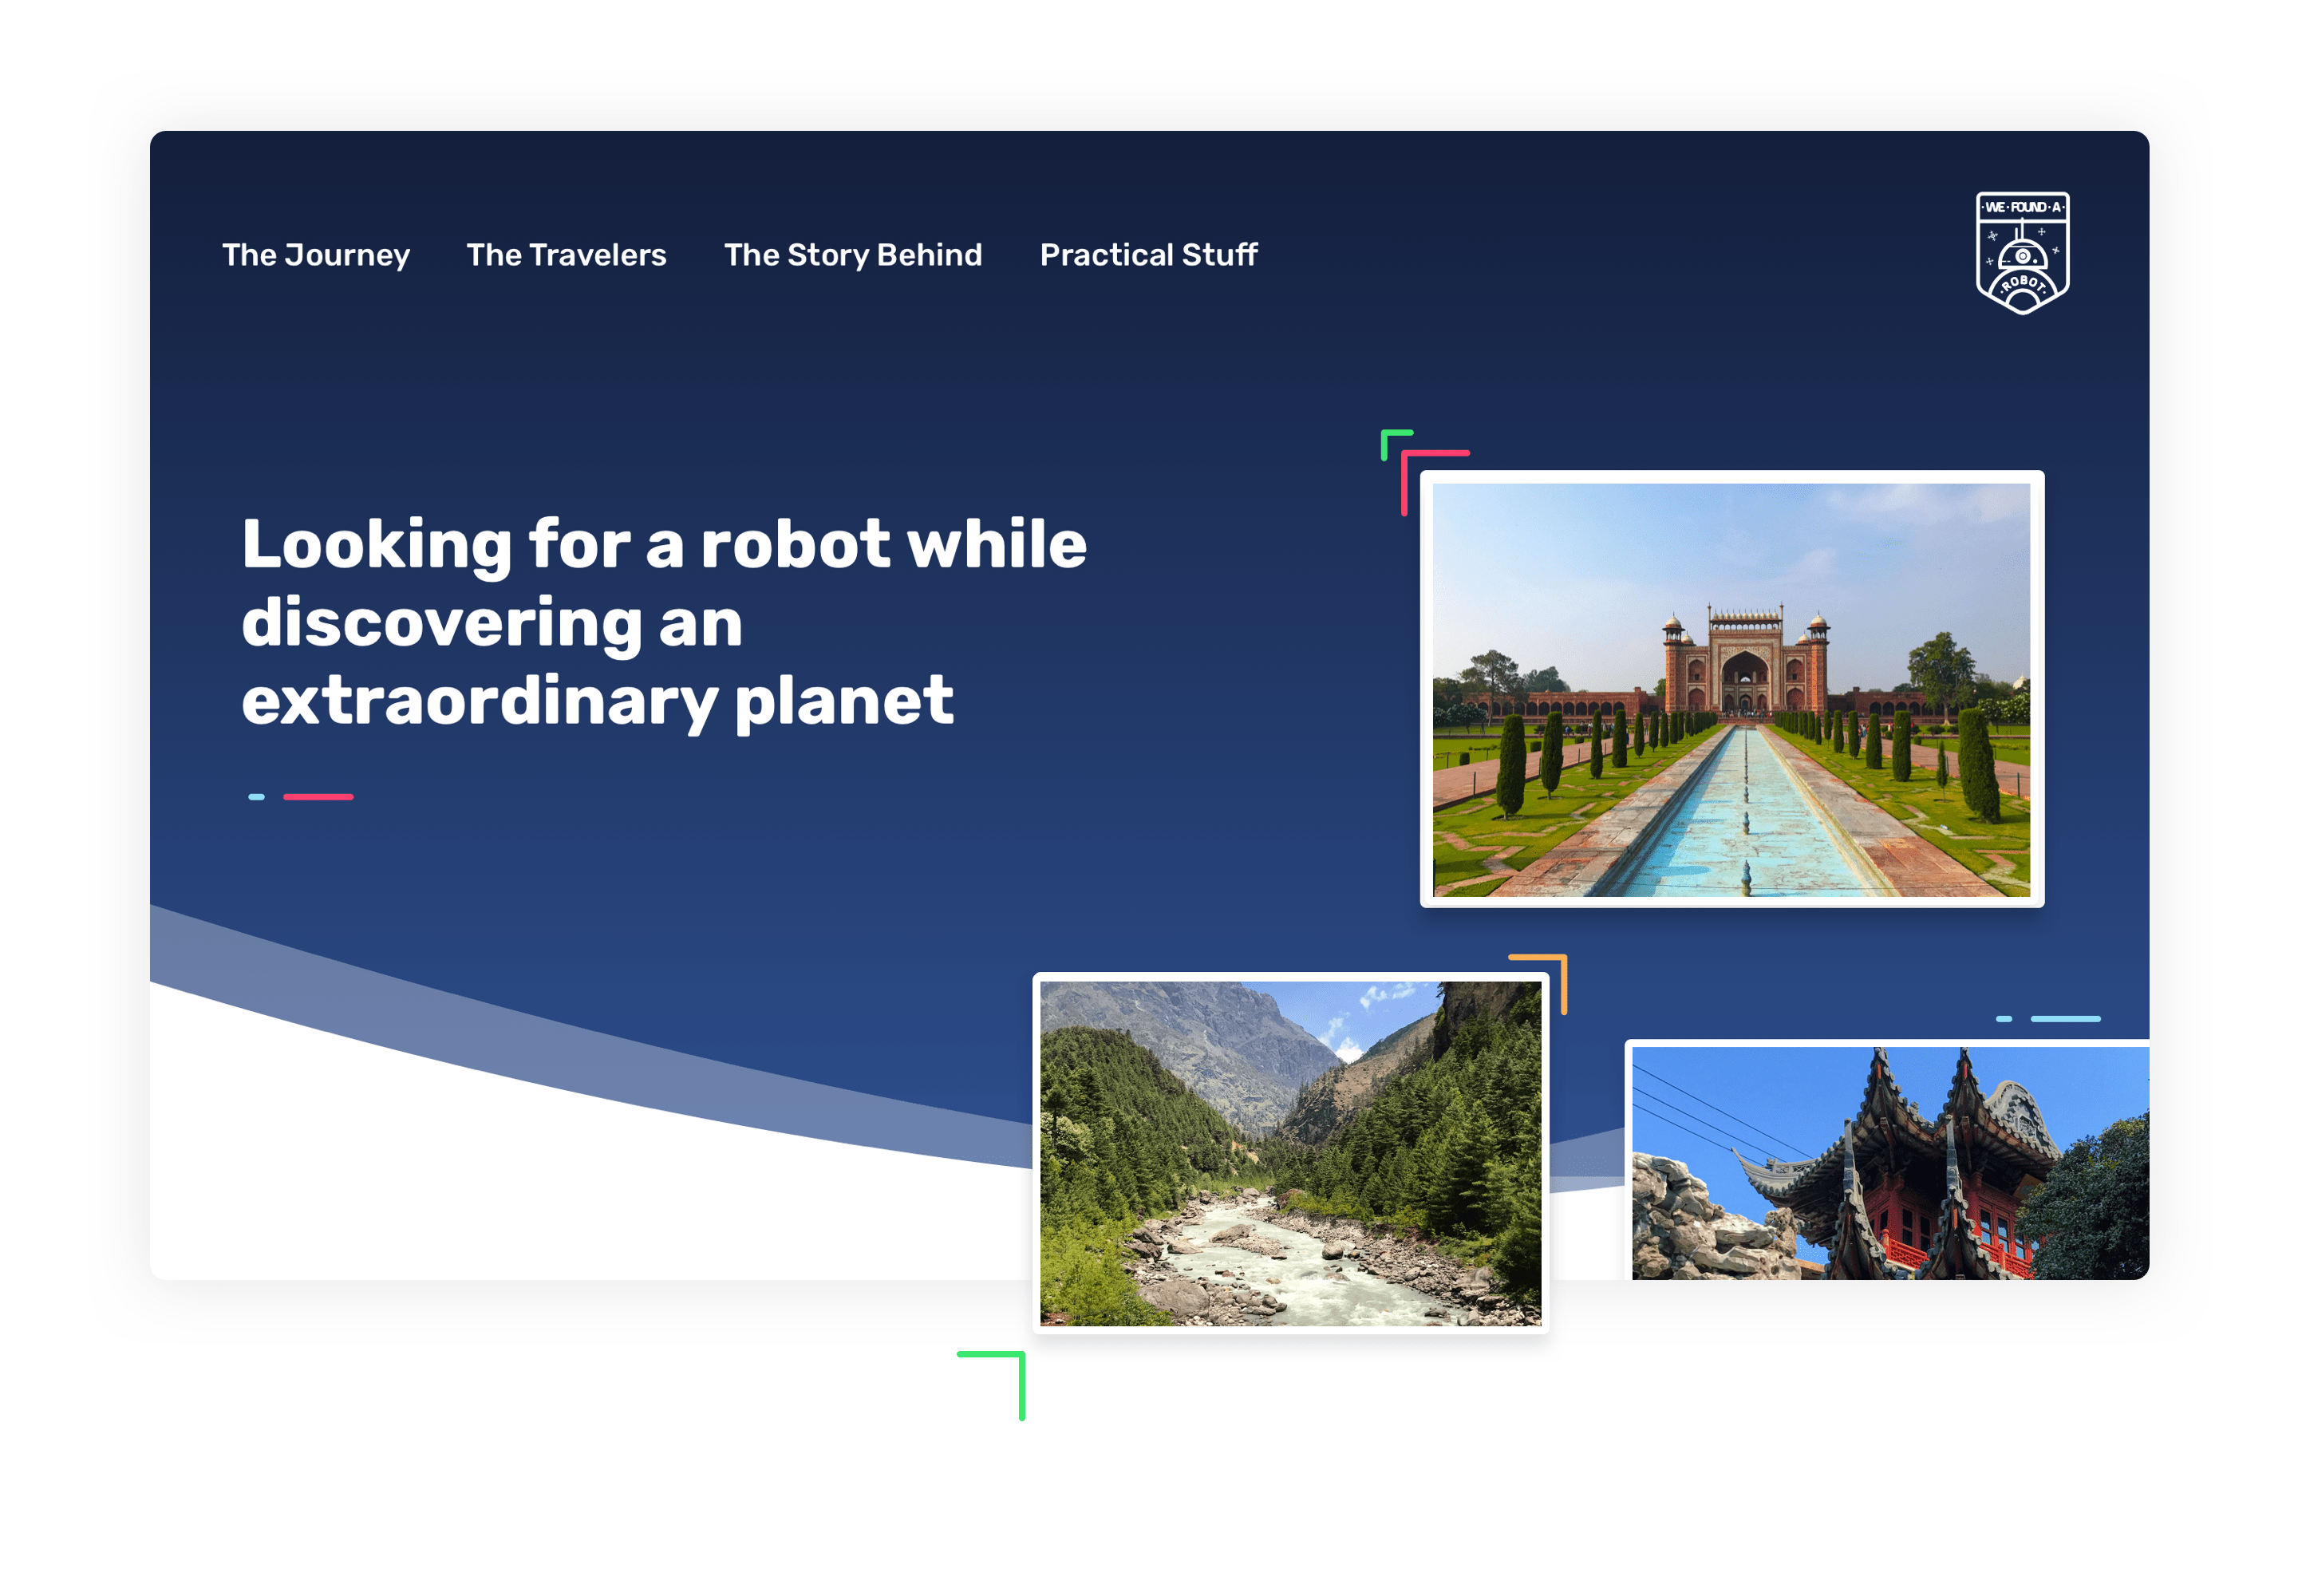 The Journey The Travelers The Story Behind Practical Stuff
·WE·FOUND·A·
·ROBOT·
Looking for a robot while
discovering an
extraordinary planet